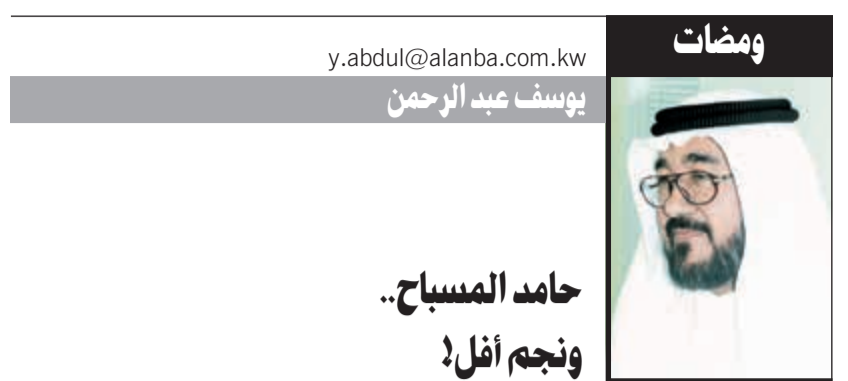 ومضات
y.abdul@alanba.com.kw
يوسف عبد الرحمن
حامد المسباح..
ونجم أفل!